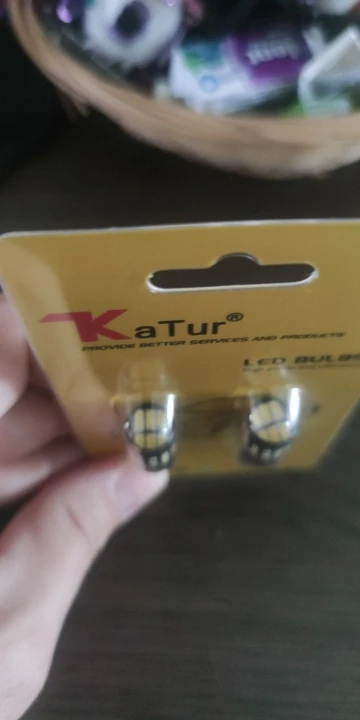 KaTur®
PROVIDE BETTER SERVICES AND PRODUCTS
LED BULBS